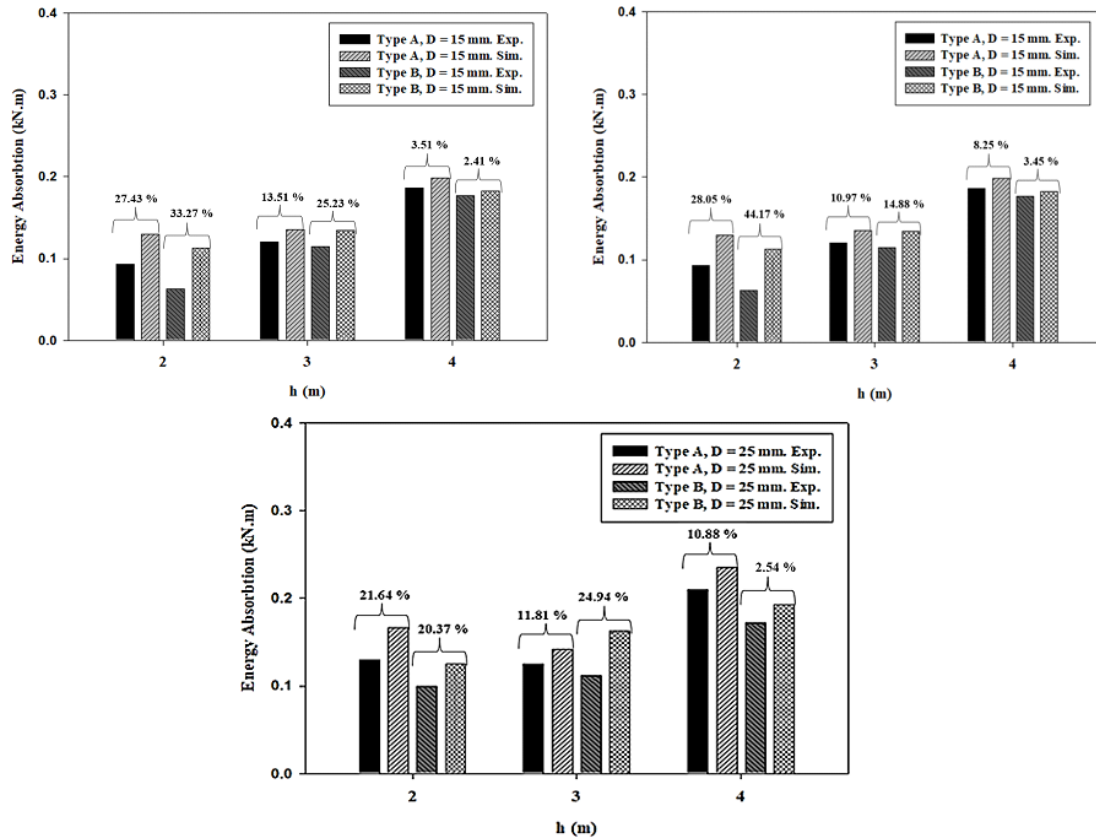 0.4
0.3
0.2
0.1
0.0
Energy Absorbtion (kN.m)
Type A, D = 15 mm. Exp.
Type A, D = 15 mm. Sim.
Type B, D = 15 mm. Exp.
Type B, D = 15 mm. Sim.
27.43 %
33.27 %
13.51 %
25.23 %
3.51 %
2.41 %
2
3
4
h (m)
0.4
0.3
0.2
0.1
0.0
Energy Absorbtion (kN.m)
Type A, D = 15 mm. Exp.
Type A, D = 15 mm. Sim.
Type B, D = 15 mm. Exp.
Type B, D = 15 mm. Sim.
28.05 %
44.17 %
10.97 %
14.88 %
8.25 %
3.45 %
2
3
4
h (m)
0.4
0.3
0.2
0.1
0.0
Energy Absorbtion (kN.m)
Type A, D = 25 mm. Exp.
Type A, D = 25 mm. Sim.
Type B, D = 25 mm. Exp.
Type B, D = 25 mm. Sim.
21.64 %
20.37 %
11.81 %
24.94 %
10.88 %
2.54 %
2
3
4
h (m)